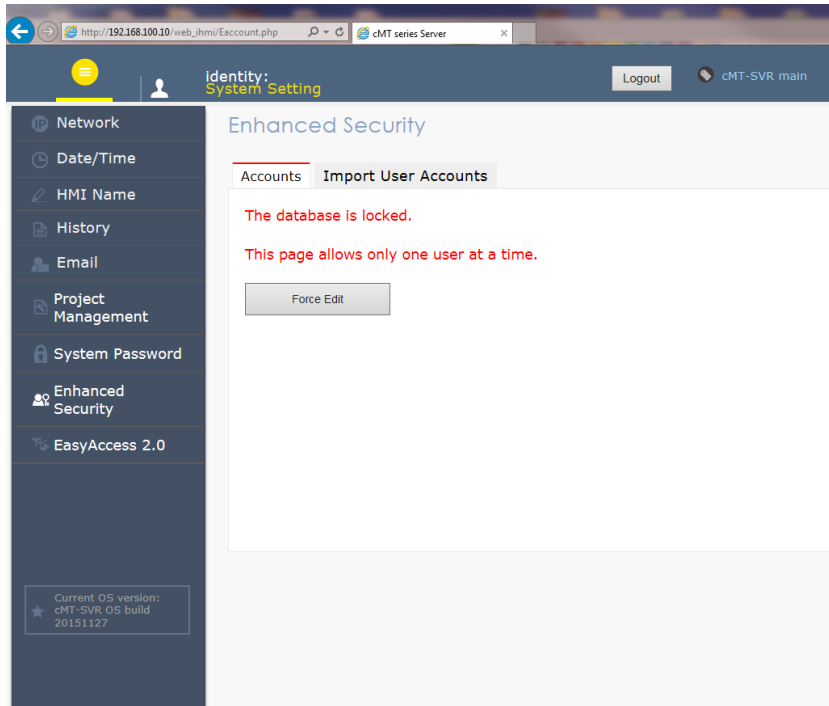 http://192.168.100.10/web_ihmi/Eaccount.php
cMT series Server
identity:
System Setting
Logout
cMT-SVR main
IP Network
Date/Time
HMI Name
History
Email
Project
Management
System Password
Enhanced
Security
EasyAccess 2.0
Current OS version:
cMT-SVR OS build
20151127
Enhanced Security
Accounts
Import User Accounts
The database is locked.
This page allows only one user at a time.
Force Edit